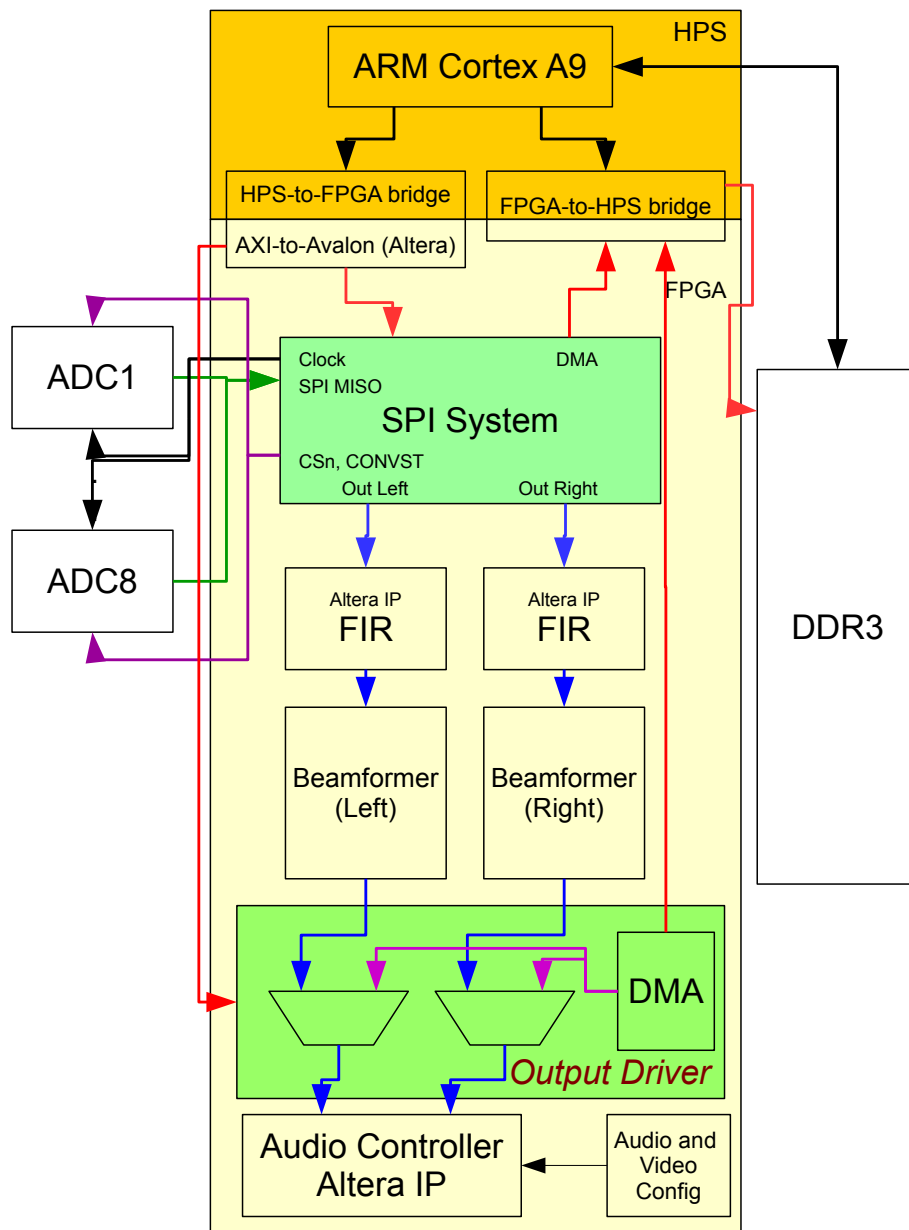 HPS
ARM Cortex A9
HPS-to-FPGA bridge
FPGA-to-HPS bridge
AXI-to-Avalon (Altera)
FPGA
ADC1
Clock
DMA
SPI MISO
SPI System
CSn, CONVST
Out Left
Out Right
ADC8
Altera IP
FIR
Altera IP
FIR
DDR3
Beamformer
(Left)
Beamformer
(Right)
DMA
Output Driver
Audio Controller
Altera IP
Audio and
Video
Config